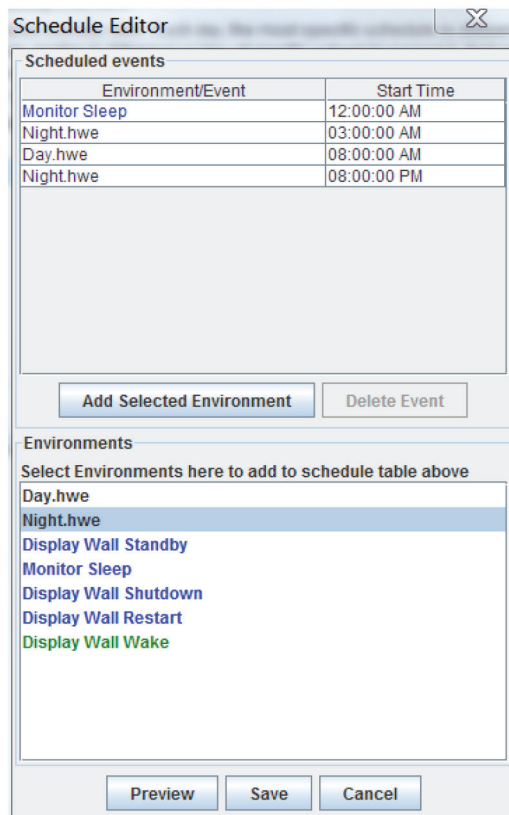 Schedule Editor
Scheduled events
Environment/Event Start Time
Monitor Sleep 12:00:00 AM
Night.hwe 03:00:00 AM
Day.hwe 08:00:00 AM
Night.hwe 08:00:00 PM
Add Selected Environment Delete Event
Environments
Select Environments here to add to schedule table above
Day.hwe
Night.hwe
Display Wall Standby
Monitor Sleep
Display Wall Shutdown
Display Wall Restart
Display Wall Wake
Preview Save Cancel